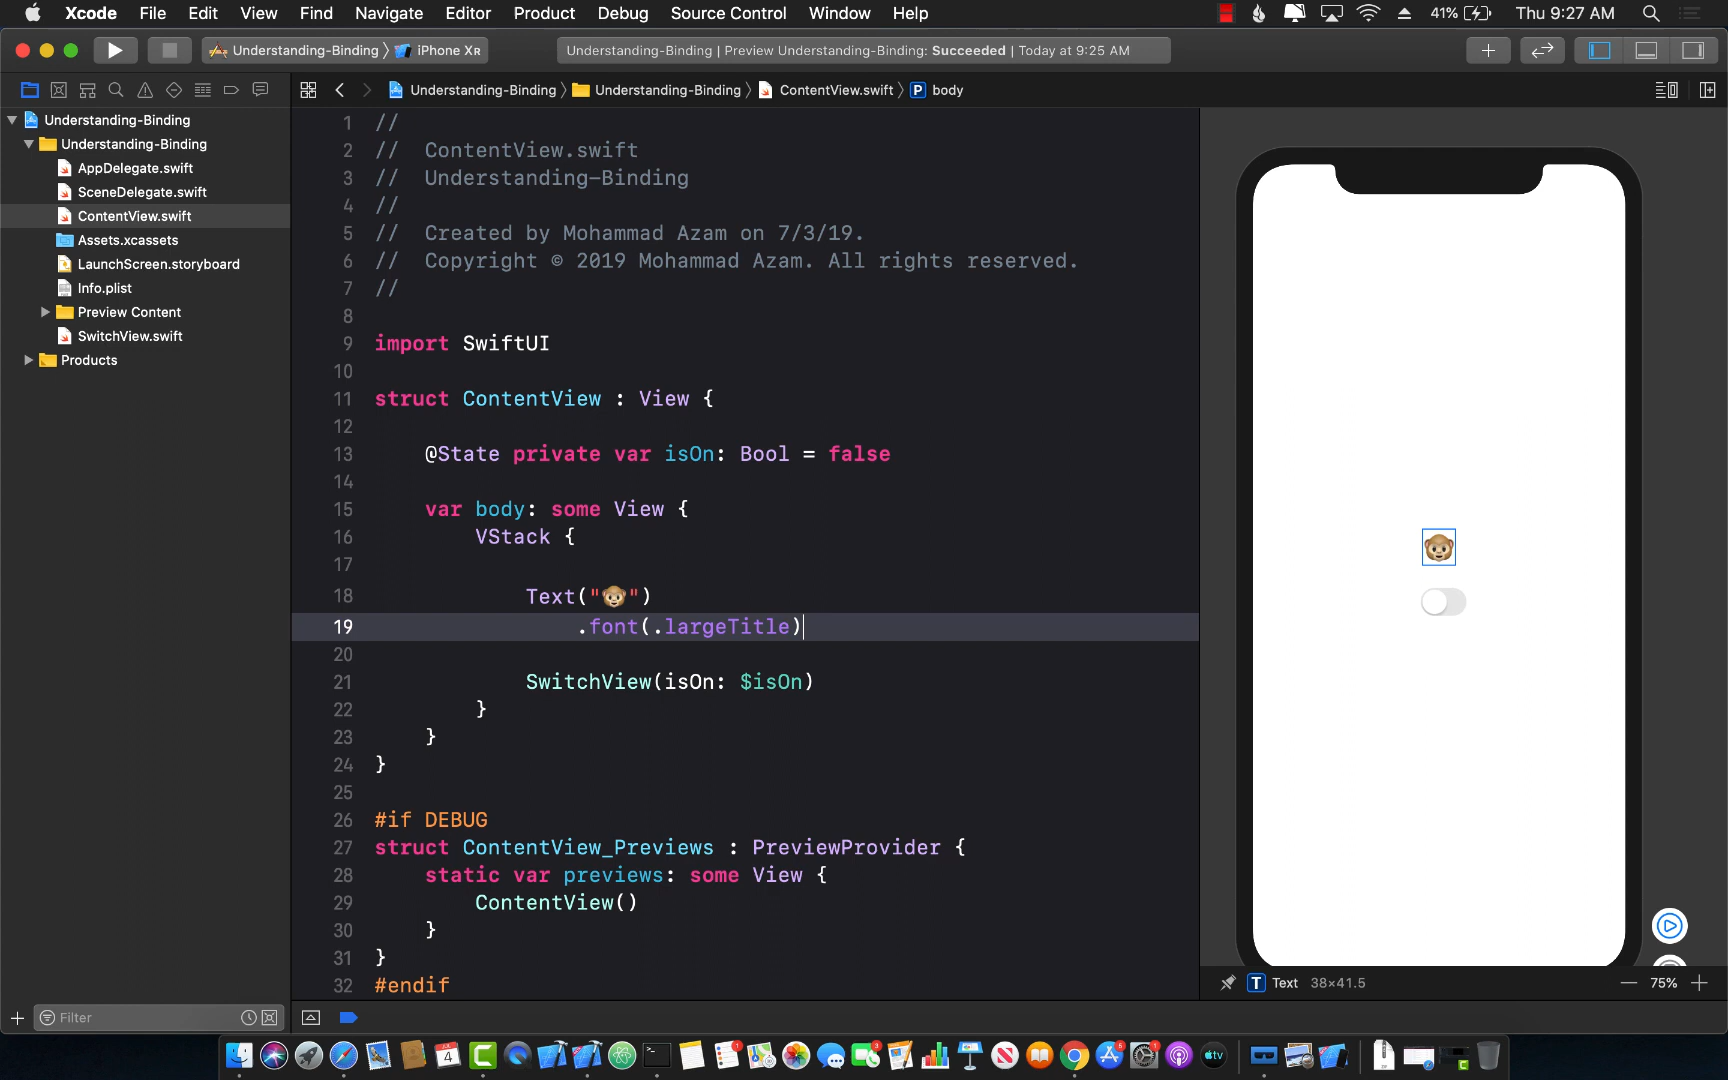 Xcode File Edit View Find Navigate Editor Product Debug Source Control Window Help 41% Thu 9:27 AM
Understanding-Binding iPhone XR Understanding-Binding | Preview Understanding-Binding: Succeeded | Today at 9:25 AM
Understanding-Binding Understanding-Binding ContentView.swift P body
Understanding-Binding
Understanding-Binding
AppDelegate.swift
SceneDelegate.swift
ContentView.swift
Assets.xcassets
LaunchScreen.storyboard
Info.plist
Preview Content
SwitchView.swift
Products
1 //
2 // ContentView.swift
3 // Understanding-Binding
4 //
5 // Created by Mohammad Azam on 7/3/19.
6 // Copyright © 2019 Mohammad Azam. All rights reserved.
7 //
8
9 import SwiftUI
10
11 struct ContentView : View {
12
13 @State private var isOn: Bool = false
14
15 var body: some View {
16 VStack {
17
18 Text("🐵")
19 .font(.largeTitle)
20
21 SwitchView(isOn: $isOn)
22 }
23 }
24 }
25
26 #if DEBUG
27 struct ContentView_Previews : PreviewProvider {
28 static var previews: some View {
29 ContentView()
30 }
31 }
32 #endif
🐵
T Text 38×41.5 75%
Filter